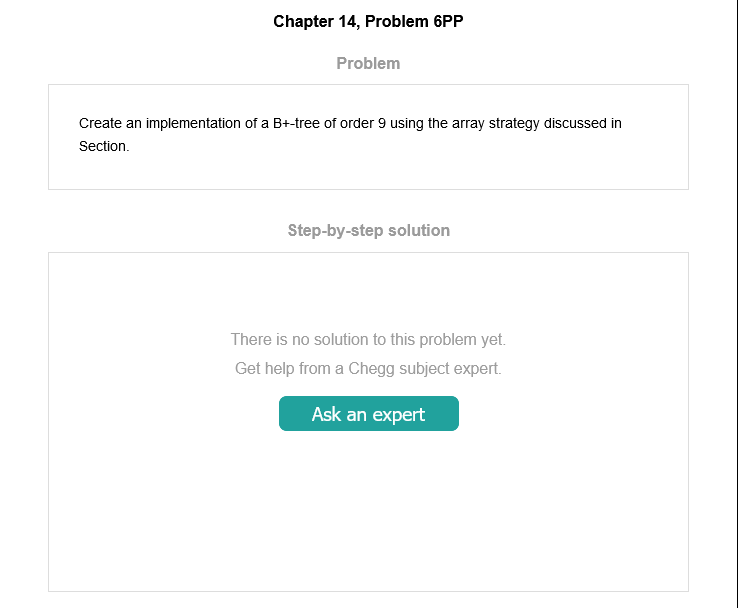 Chapter 14, Problem 6PP
Problem
Create an implementation of a B+-tree of order 9 using the array strategy discussed in
Section.
Step-by-step solution
There is no solution to this problem yet.
Get help from a Chegg subject expert.
Ask an expert